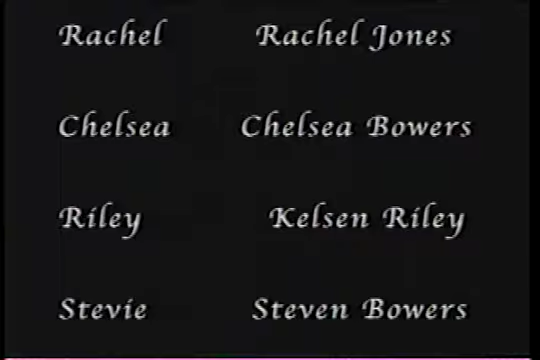 Rachel Rachel Jones
Chelsea Chelsea Bowers
Riley Kelsen Riley
Stevie Steven Bowers